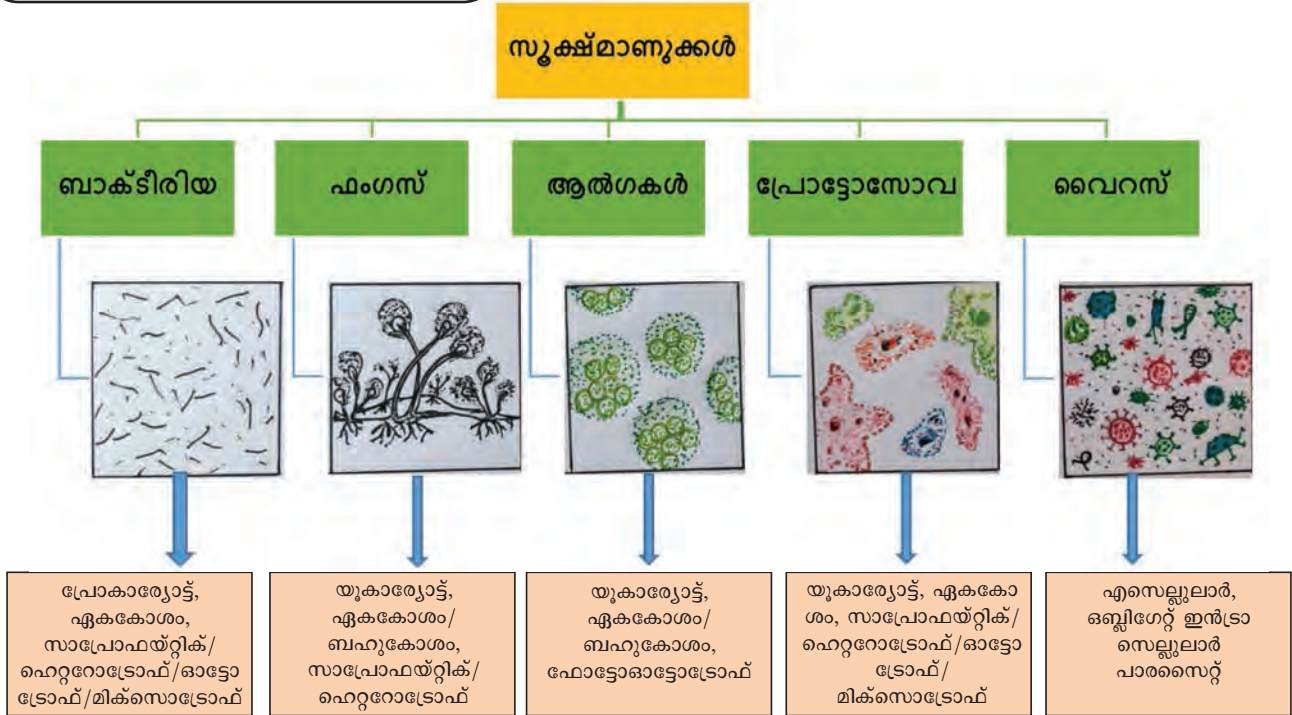 സൂക്ഷ്മാണുക്കൾ
ബാക്ടീരിയ
ഫംഗസ്
ആൽഗകൾ
പ്രോട്ടോസോവ
വൈറസ്
പ്രോകാര്യോട്ട്,
ഏകകോശം,
സാപ്രോഫയ്റ്റിക്/
ഹെറ്ററോട്രോഫ്/ഓട്ടോ
ട്രോഫ്/മിക്സൊട്രോഫ്
യൂകാര്യോട്ട്,
ഏകകോശം/
ബഹുകോശം,
സാപ്രോഫയ്റ്റിക്/
ഹെറ്ററോട്രോഫ്
യൂകാര്യോട്ട്,
ഏകകോശം/
ബഹുകോശം,
ഫോട്ടോഓട്ടോട്രോഫ്
യൂകാര്യോട്ട്, ഏകകോ
ശം, സാപ്രോഫയ്റ്റിക്/
ഹെറ്ററോട്രോഫ്/ഓട്ടോ
ട്രോഫ്/
മിക്സൊട്രോഫ്
എസെല്ലുലാർ,
ഒബ്ലിഗേറ്റ് ഇൻട്രാ
സെല്ലുലാർ
പാരസൈറ്റ്